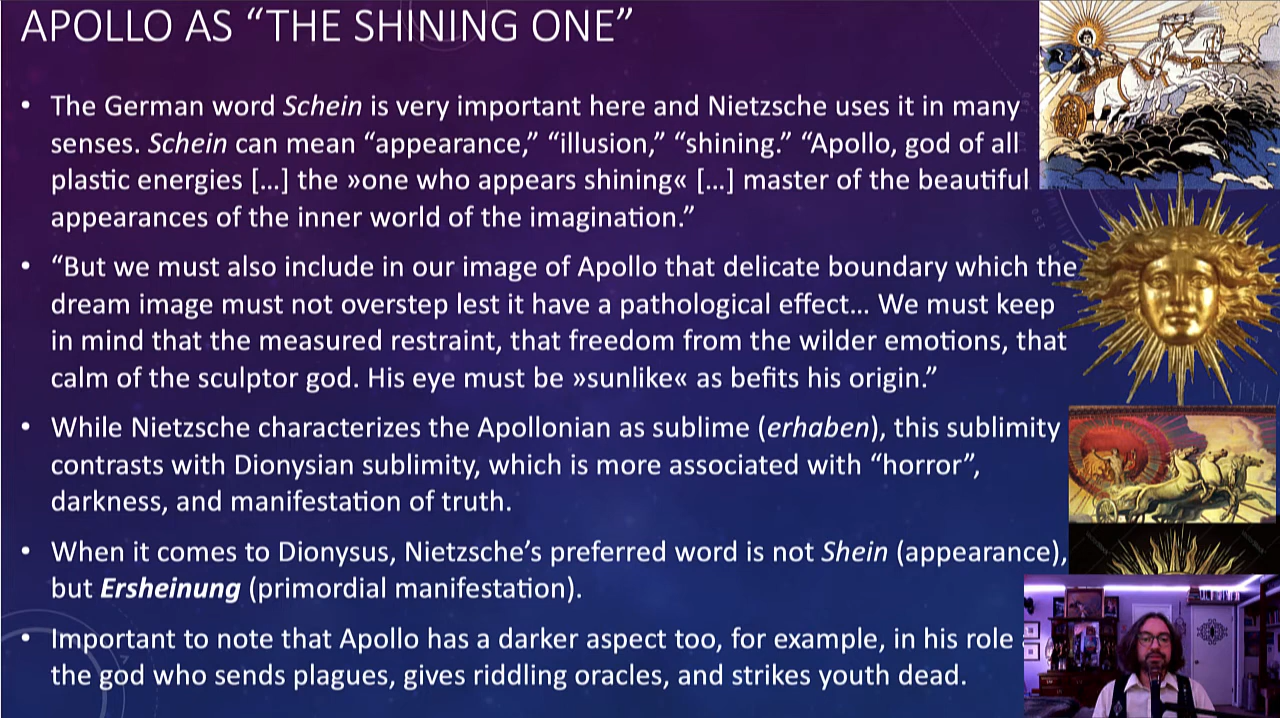 APOLLO AS “THE SHINING ONE”
• The German word Schein is very important here and Nietzsche uses it in many
senses. Schein can mean “appearance,” “illusion,” “shining.” “Apollo, god of all
plastic energies […] the »one who appears shining« […] master of the beautiful
appearances of the inner world of the imagination.”
• “But we must also include in our image of Apollo that delicate boundary which the
dream image must not overstep lest it have a pathological effect… We must keep
in mind that the measured restraint, that freedom from the wilder emotions, that
calm of the sculptor god. His eye must be »sunlike« as befits his origin.”
• While Nietzsche characterizes the Apollonian as sublime (erhaben), this sublimity
contrasts with Dionysian sublimity, which is more associated with “horror”,
darkness, and manifestation of truth.
• When it comes to Dionysus, Nietzsche’s preferred word is not Shein (appearance),
but Ersheinung (primordial manifestation).
• Important to note that Apollo has a darker aspect too, for example, in his role
the god who sends plagues, gives riddling oracles, and strikes youth dead.